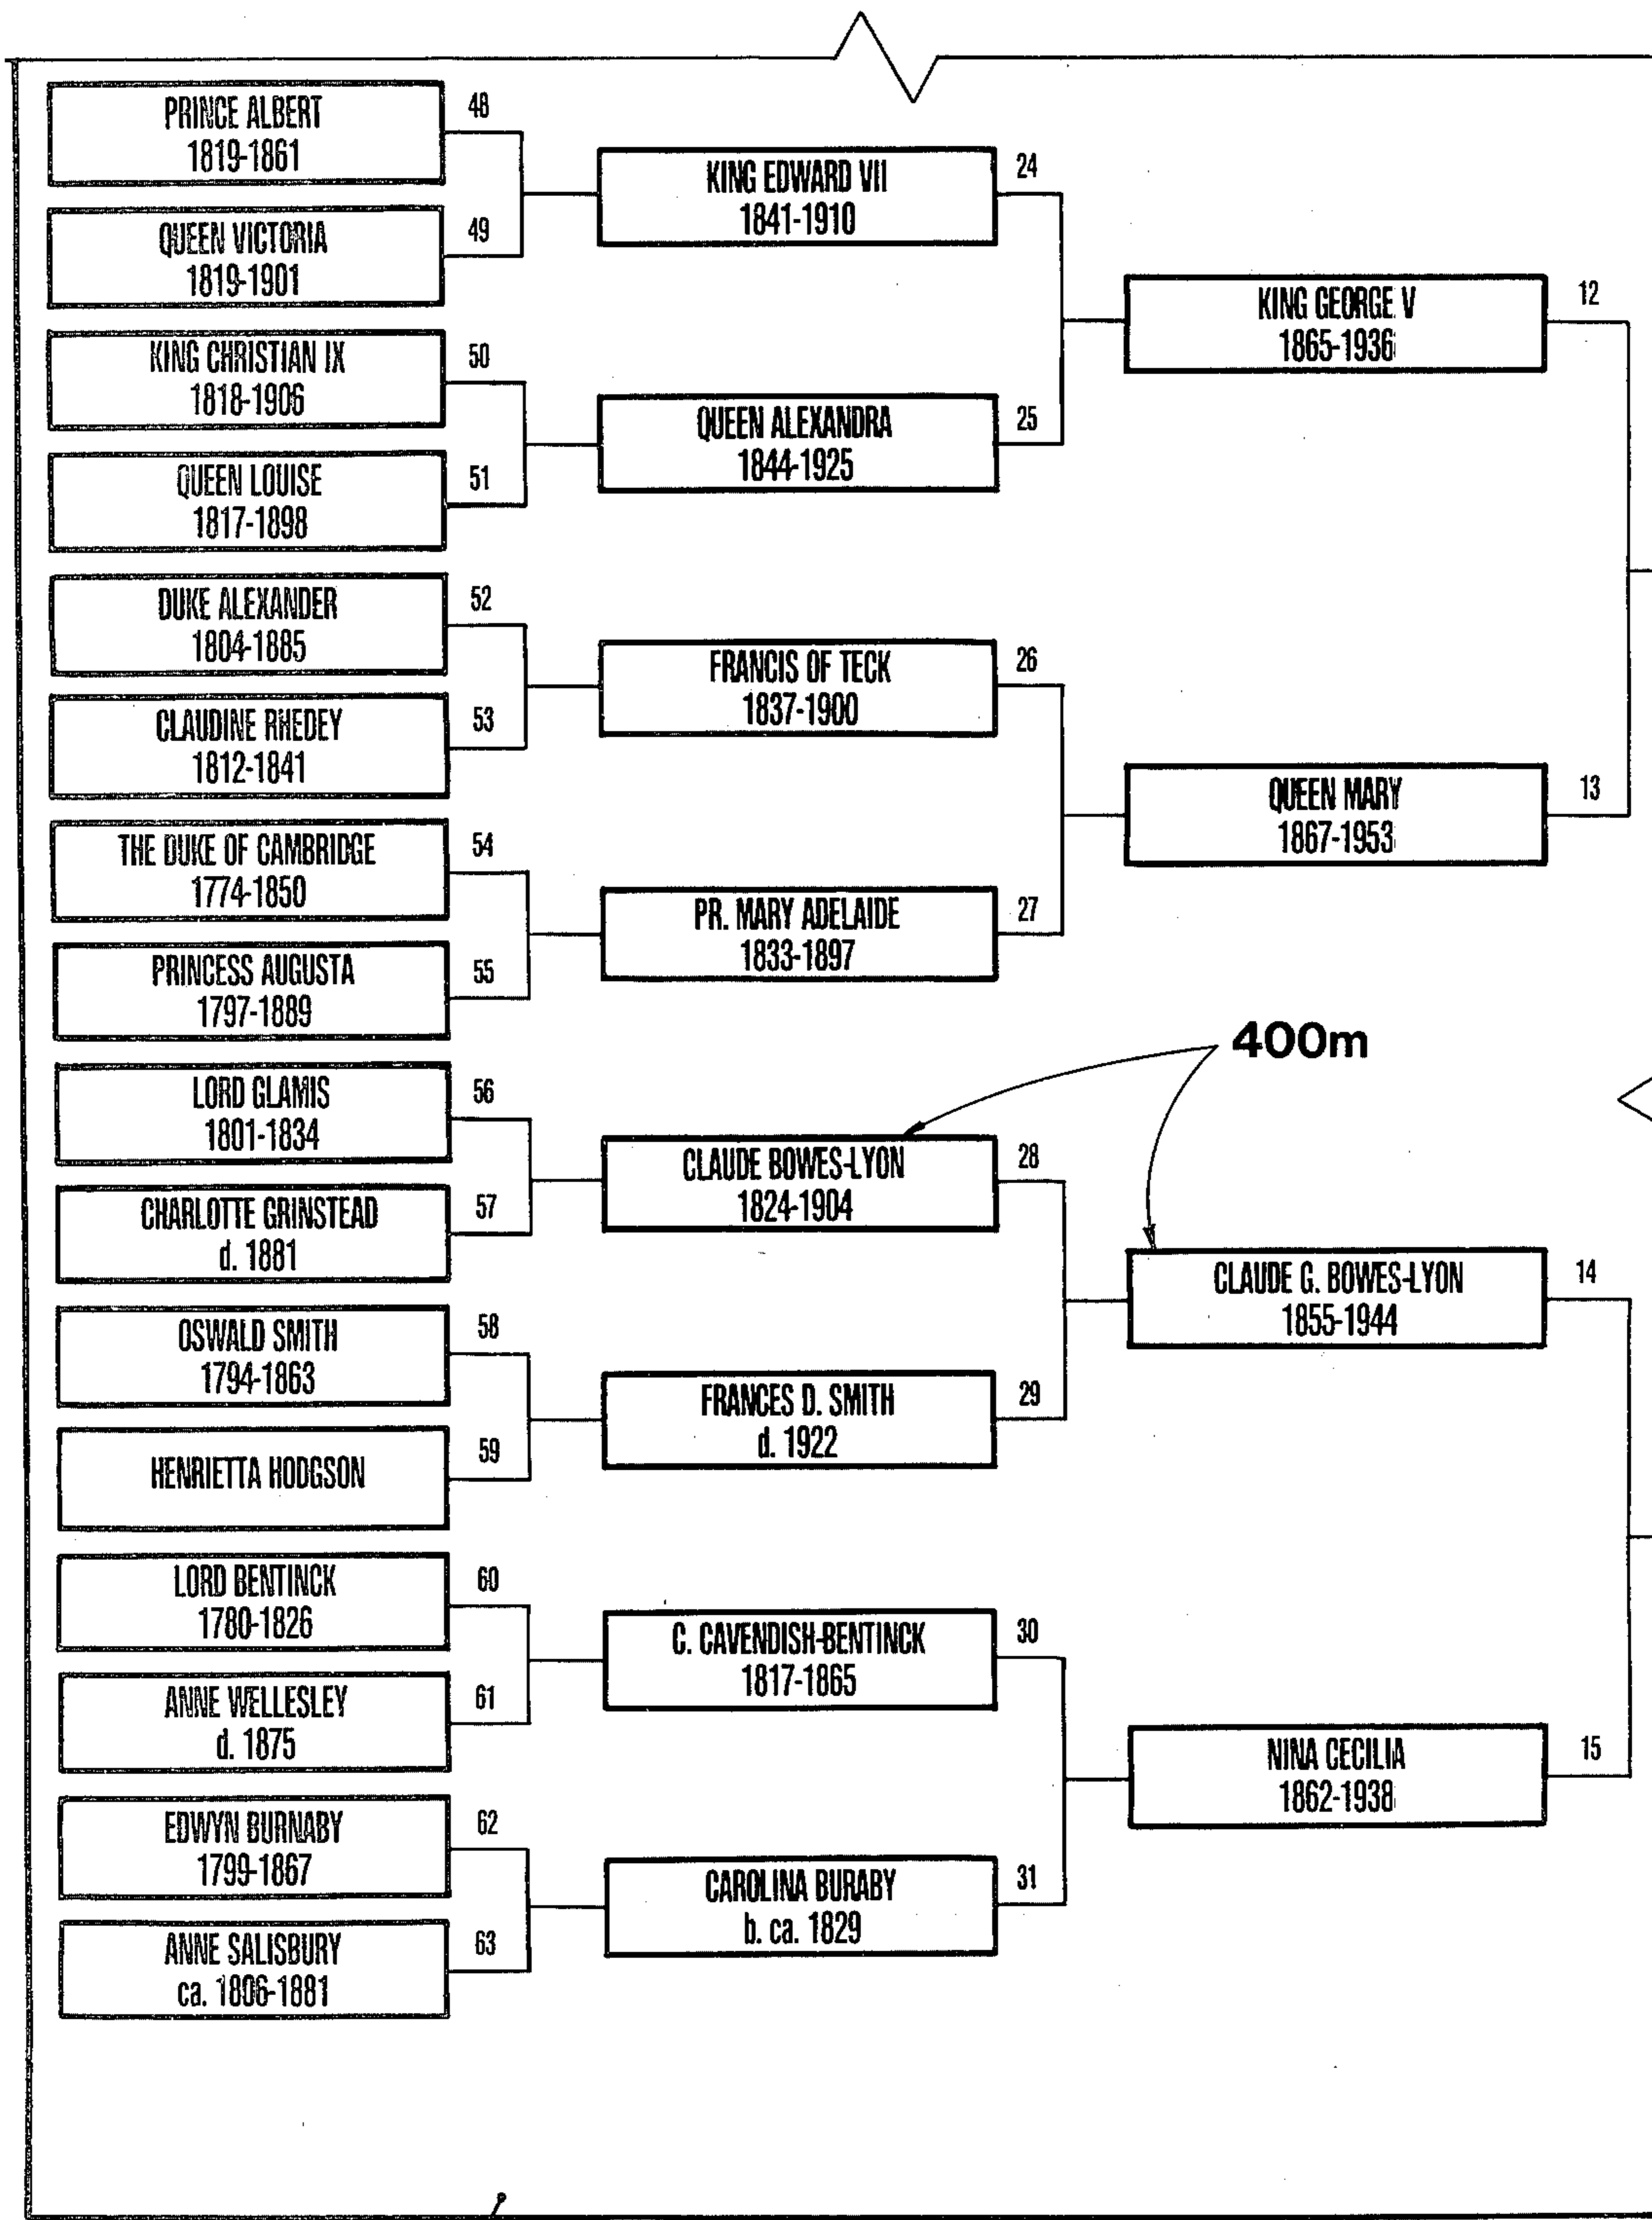 PRINCE ALBERT
1819-1861
48
QUEEN VICTORIA
1819-1901
49
KING CHRISTIAN IX
1818-1906
50
QUEEN LOUISE
1817-1898
51
DUKE ALEXANDER
1804-1885
52
CLAUDINE RHEDEY
1812-1841
53
THE DUKE OF CAMBRIDGE
1774-1850
54
PRINCESS AUGUSTA
1797-1889
55
LORD GLAMIS
1801-1834
56
CHARLOTTE GRINSTEAD
d. 1881
57
OSWALD SMITH
1794-1863
58
HENRIETTA HODGSON
59
LORD BENTINCK
1780-1826
60
ANNE WELLESLEY
d. 1875
61
EDWYN BURNABY
1799-1867
62
ANNE SALISBURY
ca. 1806-1881
63
KING EDWARD VII
1841-1910
24
QUEEN ALEXANDRA
1844-1925
25
FRANCIS OF TECK
1837-1900
26
PR. MARY ADELAIDE
1833-1897
27
CLAUDE BOWES-LYON
1824-1904
28
FRANCES D. SMITH
d. 1922
29
C. CAVENDISH-BENTINCK
1817-1865
30
CAROLINA BURABY
b. ca. 1829
31
KING GEORGE V
1865-1936
12
QUEEN MARY
1867-1953
13
400m
CLAUDE G. BOWES-LYON
1855-1944
14
NINA CECILIA
1862-1938
15